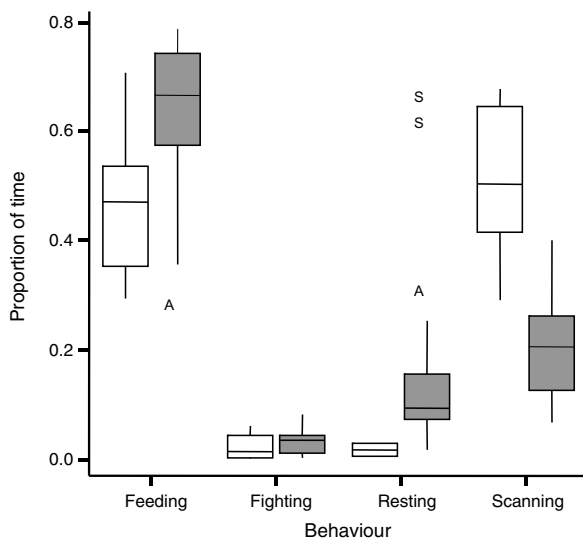 0.8
0.6
0.4
0.2
0.0
Proportion of time
S
S
A
A
Feeding
Fighting
Resting
Scanning
Behaviour